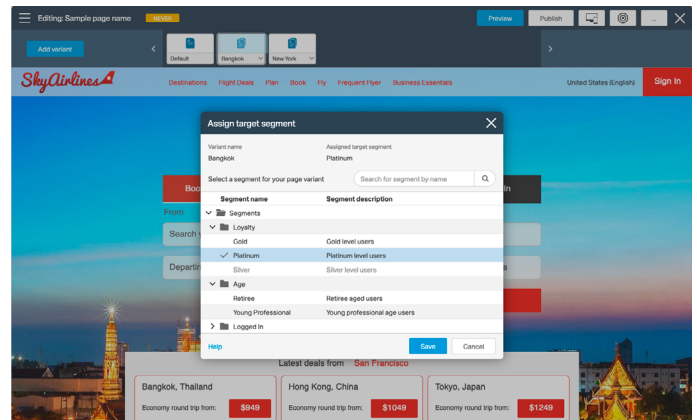 Editing: Sample page name
NEVER
Preview
Publish
...
Add variant
Default
Bangkok
New York
SkyAirlines
Destinations Flight Deals Plan Book Fly Frequent Flyer Business Essentials
United States (English)
Sign In
Assign target segment
Variant name Assigned target segment
Bangkok Platinum
Select a segment for your page variant
Search for segment by name
Segment name Segment description
Segments
Loyalty
Gold Gold level users
Platinum Platinum level users
Silver Silver level users
Age
Retiree Retiree aged users
Young Professional Young professional age users
Logged In
Help
Save
Cancel
From
Latest deals from San Francisco
Bangkok, Thailand
Economy round trip from: $949
Hong Kong, China
Economy round trip from: $1049
Tokyo, Japan
Economy round trip from: $1249